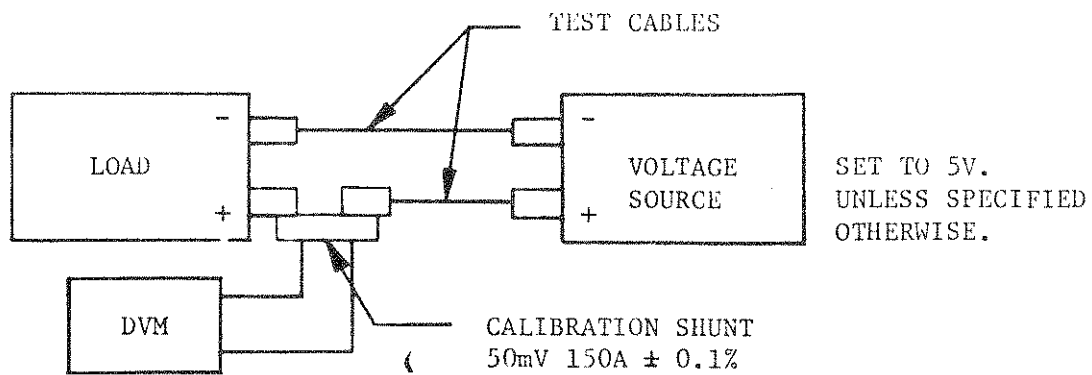 TEST CABLES
-
-
LOAD
VOLTAGE
SOURCE
SET TO 5V.
UNLESS SPECIFIED
OTHERWISE.
+
+
DVM
CALIBRATION SHUNT
50mV 150A ± 0.1%